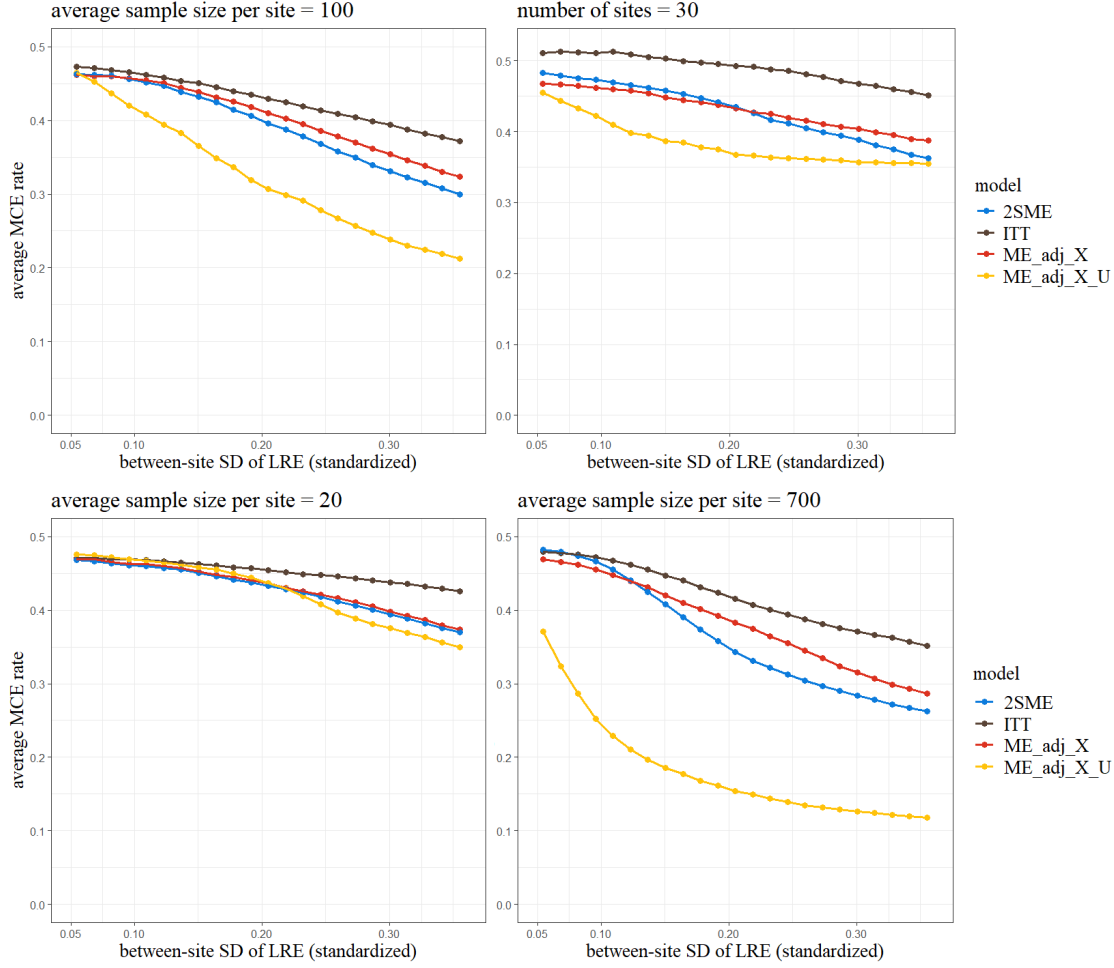 average sample size per site = 100
number of sites = 30
average MCE rate
0.5
0.4
0.3
0.2
0.1
0.0
0.05
0.10
0.20
0.30
between-site SD of LRE (standardized)
0.5
0.4
0.3
0.2
0.1
0.0
0.05
0.10
0.20
0.30
between-site SD of LRE (standardized)
model
2SME
ITT
ME_adj_X
ME_adj_X_U
average sample size per site = 20
average sample size per site = 700
average MCE rate
0.5
0.4
0.3
0.2
0.1
0.0
0.05
0.10
0.20
0.30
between-site SD of LRE (standardized)
0.5
0.4
0.3
0.2
0.1
0.0
0.05
0.10
0.20
0.30
between-site SD of LRE (standardized)
model
2SME
ITT
ME_adj_X
ME_adj_X_U